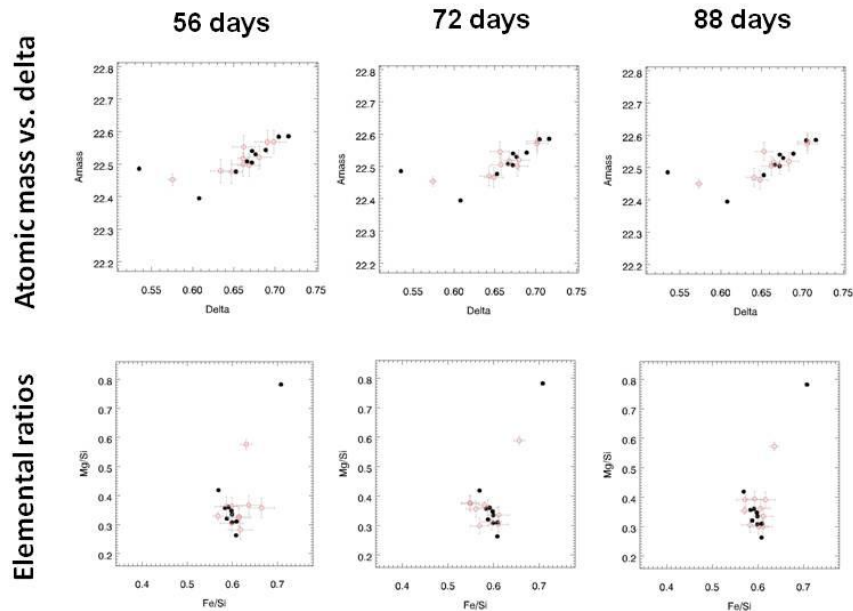 56 days
72 days
88 days
Atomic mass vs. delta
Amass
22.8
22.7
22.6
22.5
22.4
22.3
22.2
0.55 0.60 0.65 0.70 0.75
Delta
Amass
22.8
22.7
22.6
22.5
22.4
22.3
22.2
0.55 0.60 0.65 0.70 0.75
Delta
Amass
22.8
22.7
22.6
22.5
22.4
22.3
22.2
0.55 0.60 0.65 0.70 0.75
Delta
Elemental ratios
Mg/Si
0.8
0.7
0.6
0.5
0.4
0.3
0.2
0.4 0.5 0.6 0.7
Fe/Si
Mg/Si
0.8
0.7
0.6
0.5
0.4
0.3
0.2
0.4 0.5 0.6 0.7
Fe/Si
Mg/Si
0.8
0.7
0.6
0.5
0.4
0.3
0.2
0.4 0.5 0.6 0.7
Fe/Si